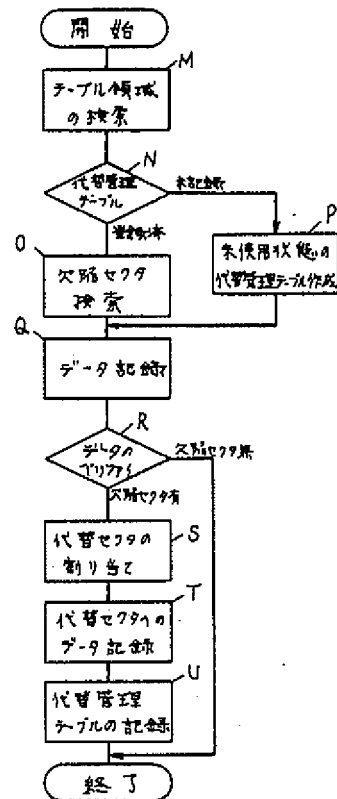 開始
M
テーブル領域
の検索
N
代替管理
テーブル
未記録
登録済
P
未使用状態の
代替管理テーブル作成
O
欠陥セクタ
検索
Q
データ記録
R
データの
ベリファイ
欠陥セクタ無
欠陥セクタ有
S
代替セクタの
割り当て
T
代替セクタへの
データ記録
U
代替管理
テーブルの記録
終了